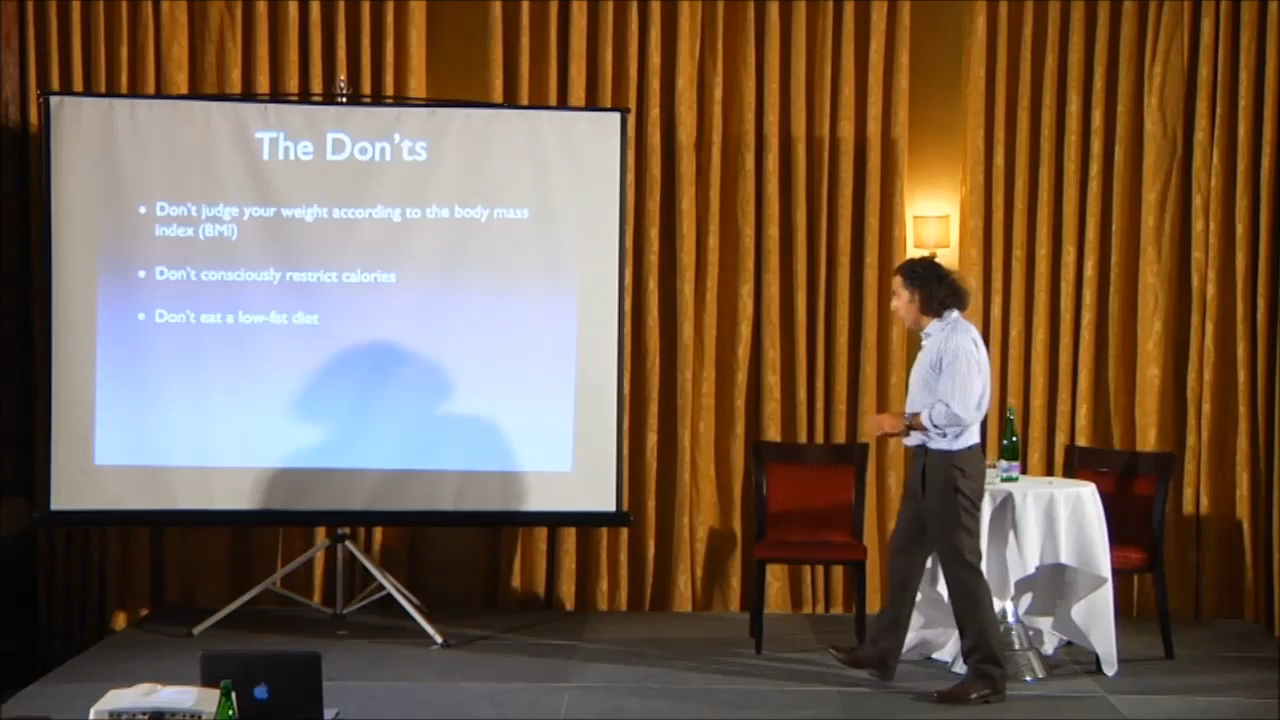 The Don'ts
• Don't judge your weight according to the body mass
index (BMI)
• Don't consciously restrict calories
• Don't eat a low-fat diet